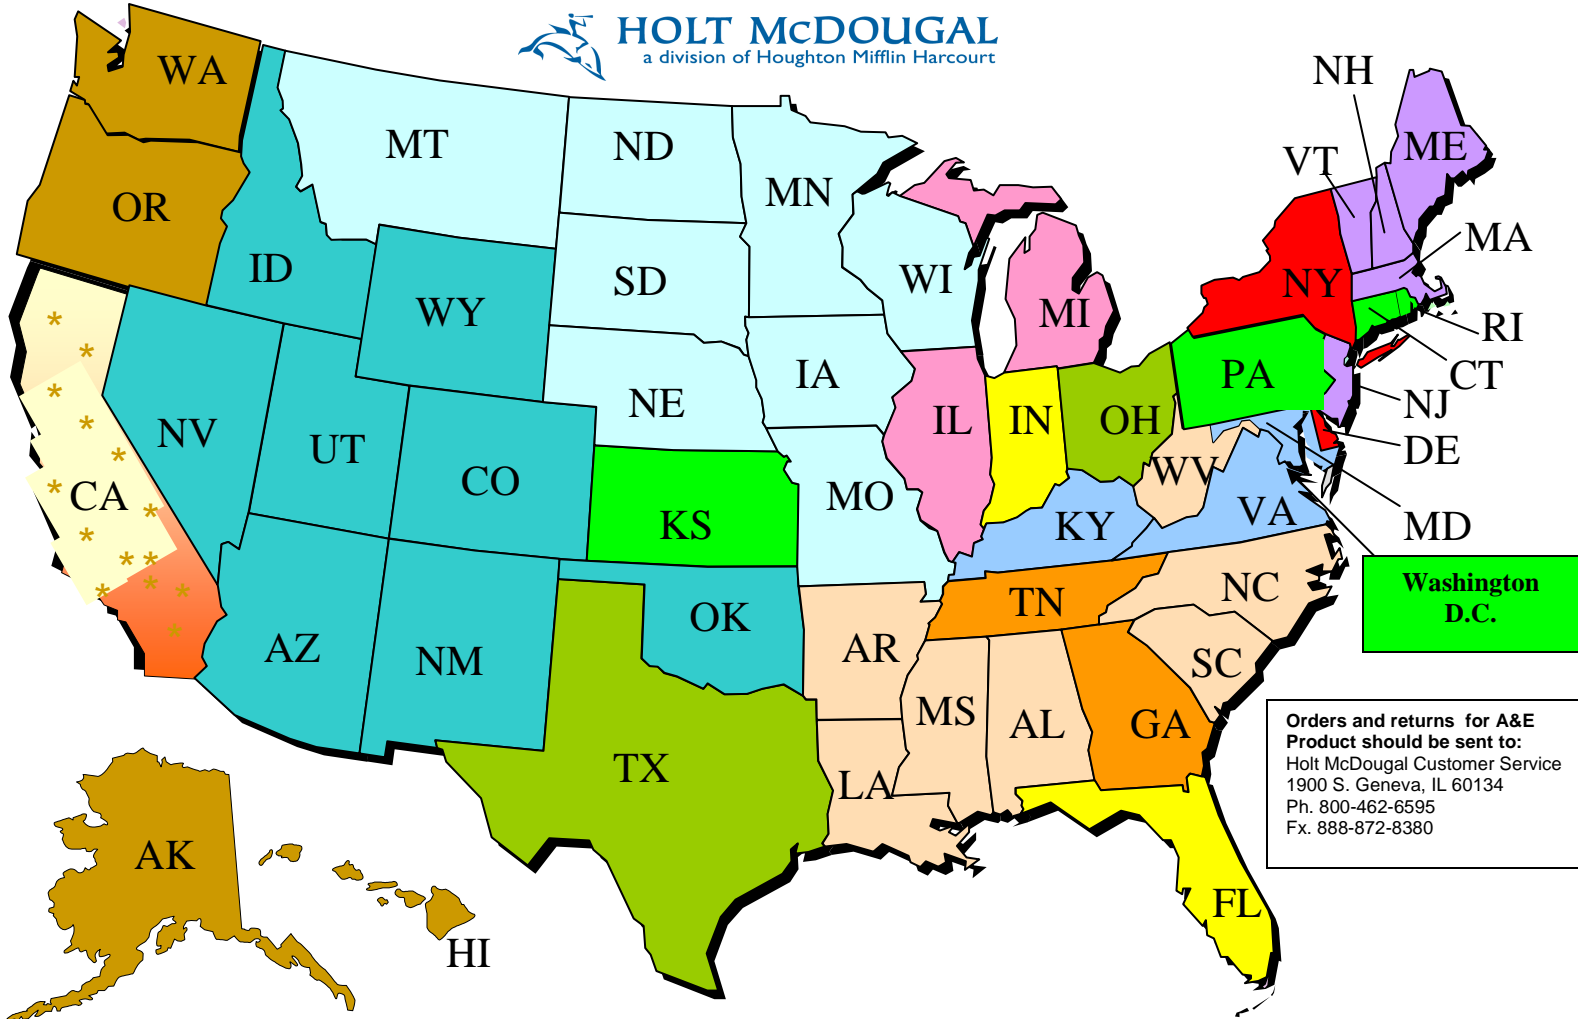 HOLT McDOUGAL
a division of Houghton Mifflin Harcourt
WA
OR
MT
ND
MN
NH
VT
ME
MA
ID
WY
SD
WI
MI
NY
RI
CT
NJ
DE
MD
NV
UT
CO
NE
IA
IL
IN
OH
PA
WV
VA
CA
KS
MO
KY
Washington
D.C.
AZ
NM
OK
AR
TN
NC
SC
TX
LA
MS
AL
GA
FL
AK
HI
Orders and returns for A&E
Product should be sent to:
Holt McDougal Customer Service
1900 S. Geneva, IL 60134
Ph. 800-462-6595
Fx. 888-872-8380